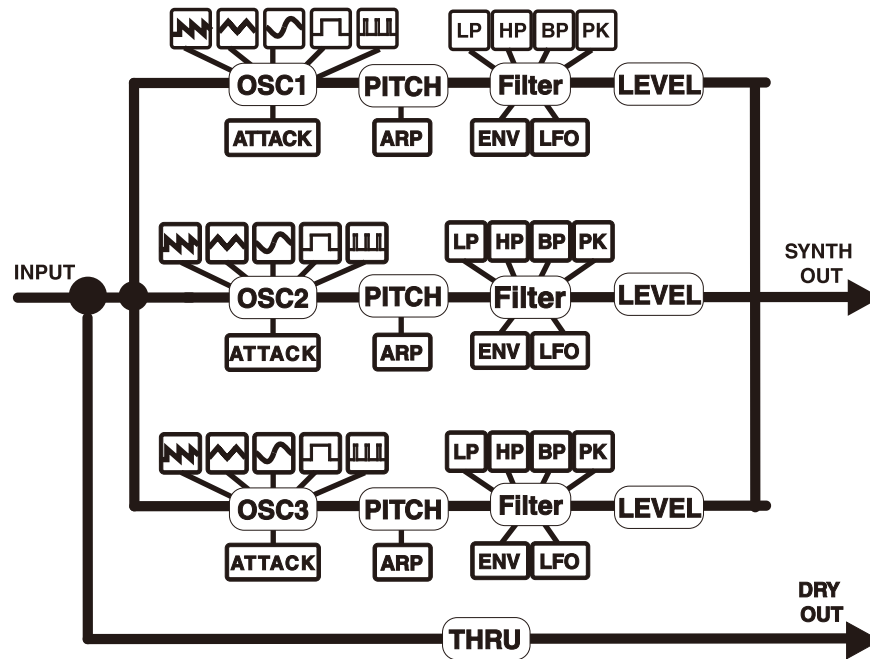 LP HP BP PK
OSC1 PITCH Filter LEVEL
ATTACK ARP ENV LFO
LP HP BP PK
INPUT
SYNTH
OUT
OSC2 PITCH Filter LEVEL
ATTACK ARP ENV LFO
LP HP BP PK
OSC3 PITCH Filter LEVEL
ATTACK ARP ENV LFO
DRY
OUT
THRU